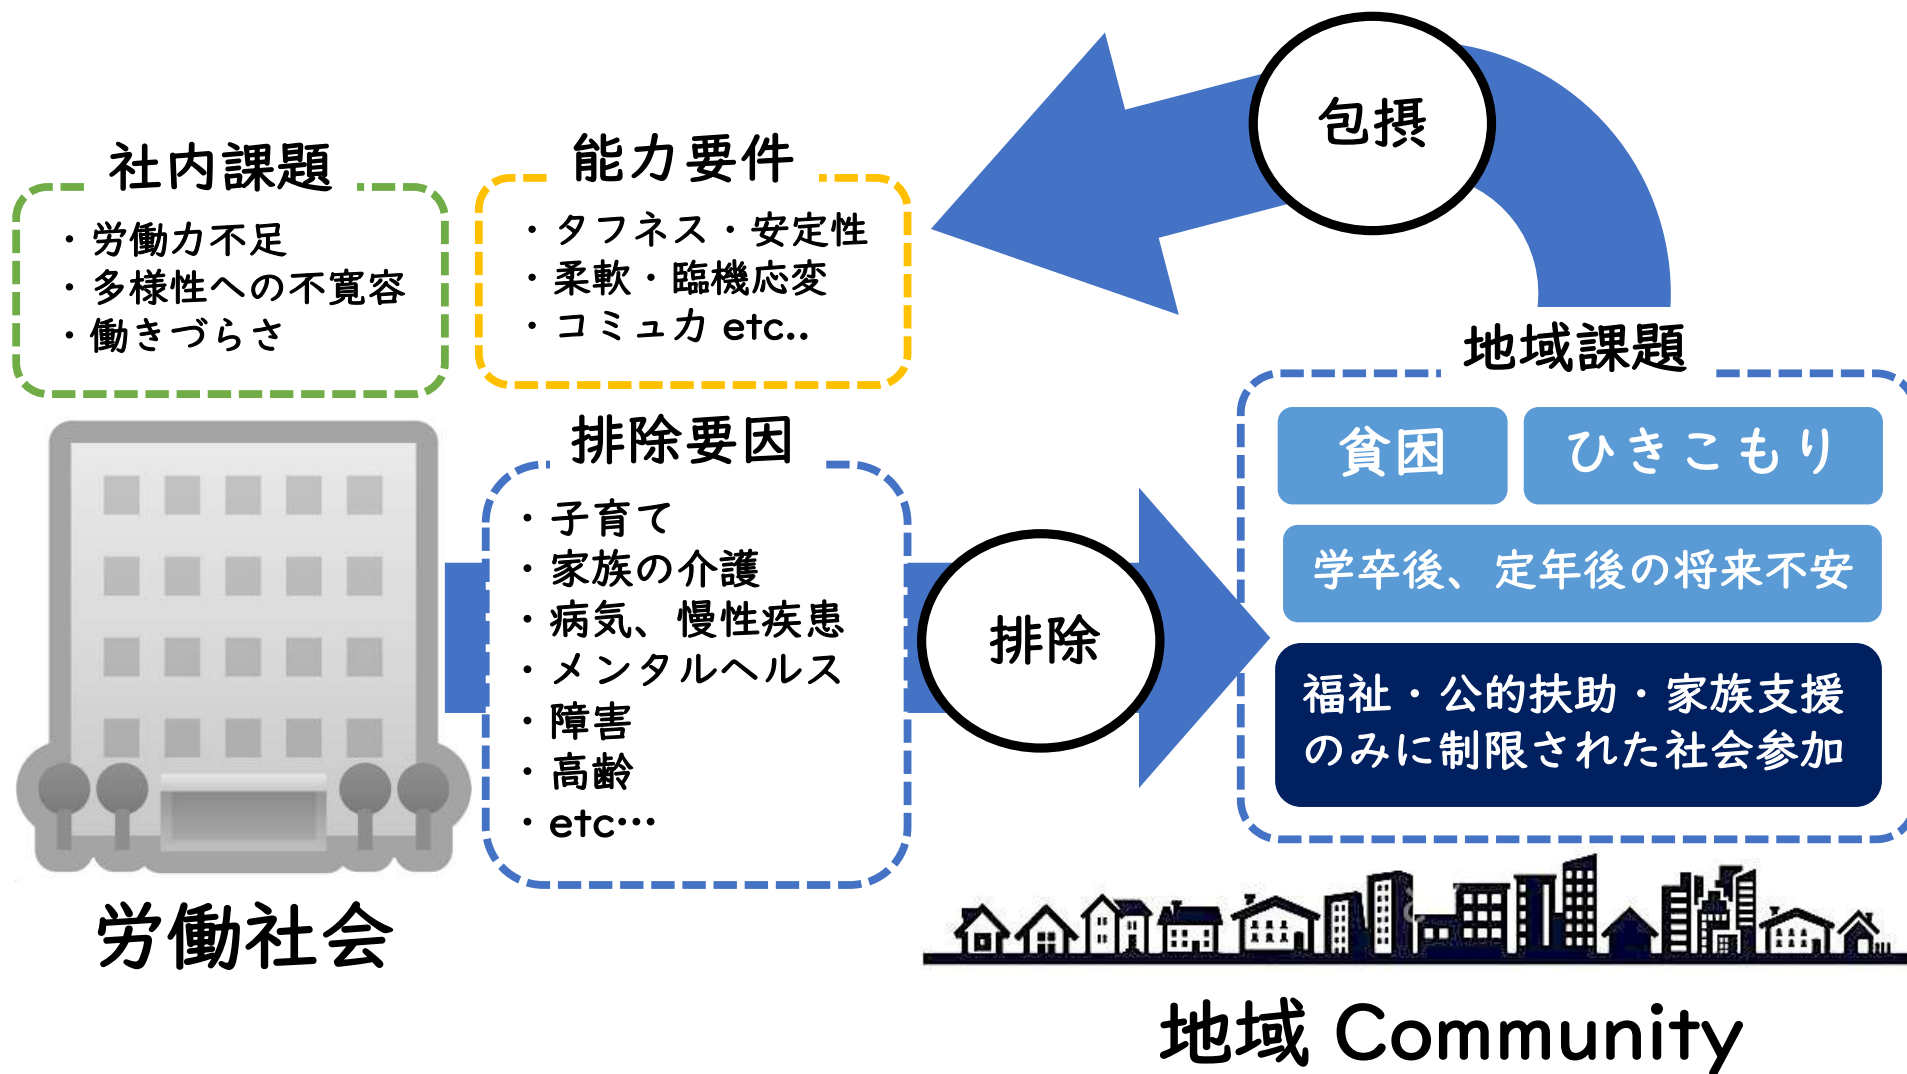 社内課題
・労働力不足
・多様性への不寛容
・働きづらさ
能力要件
・タフネス・安定性
・柔軟・臨機応変
・コミュ力 etc..
包摂
排除要因
・子育て
・家族の介護
・病気、慢性疾患
・メンタルヘルス
・障害
・高齢
・etc…
排除
地域課題
貧困
ひきこもり
学卒後、定年後の将来不安
福祉・公的扶助・家族支援
のみに制限された社会参加
労働社会
地域 Community